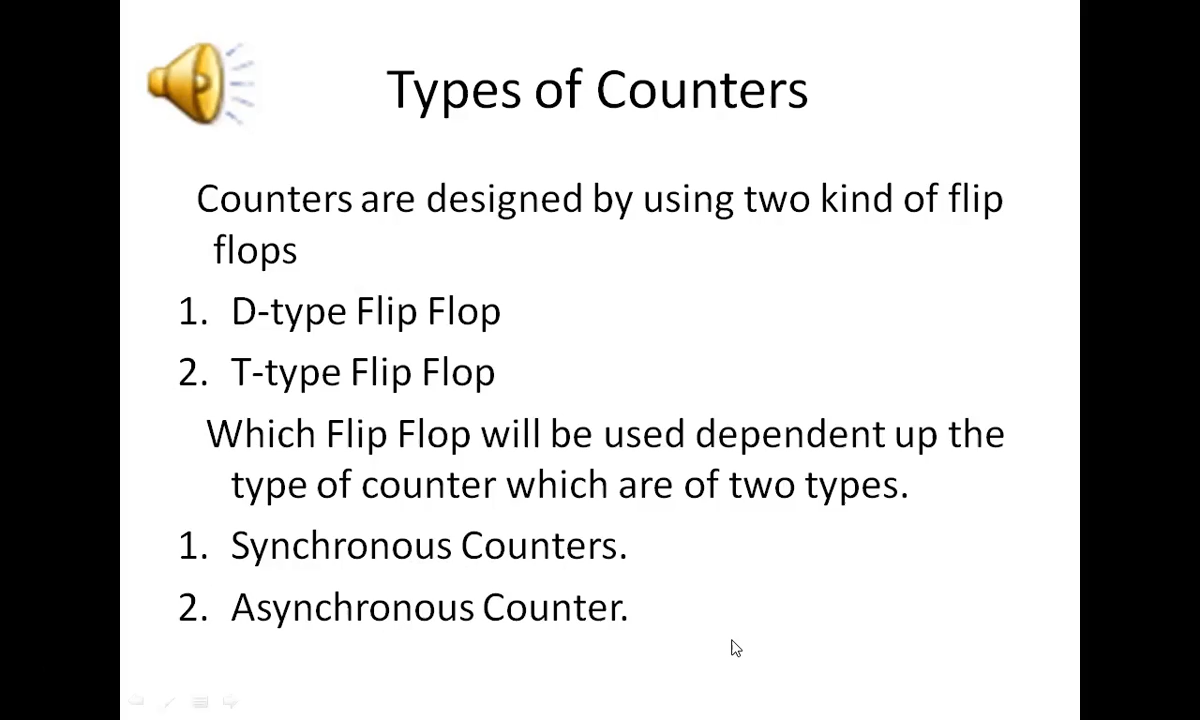 Types of Counters
Counters are designed by using two kind of flip
flops
1. D-type Flip Flop
2. T-type Flip Flop
Which Flip Flop will be used dependent up the
type of counter which are of two types.
1. Synchronous Counters.
2. Asynchronous Counter.